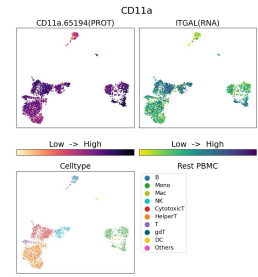 CD11a
CD11a.65194(PROT)
ITGAL(RNA)
Low -> High
Low -> High
Celltype
Rest PBMC
B
Mono
Mac
NK
CytotoxicT
HelperT
T
gdT
DC
Others